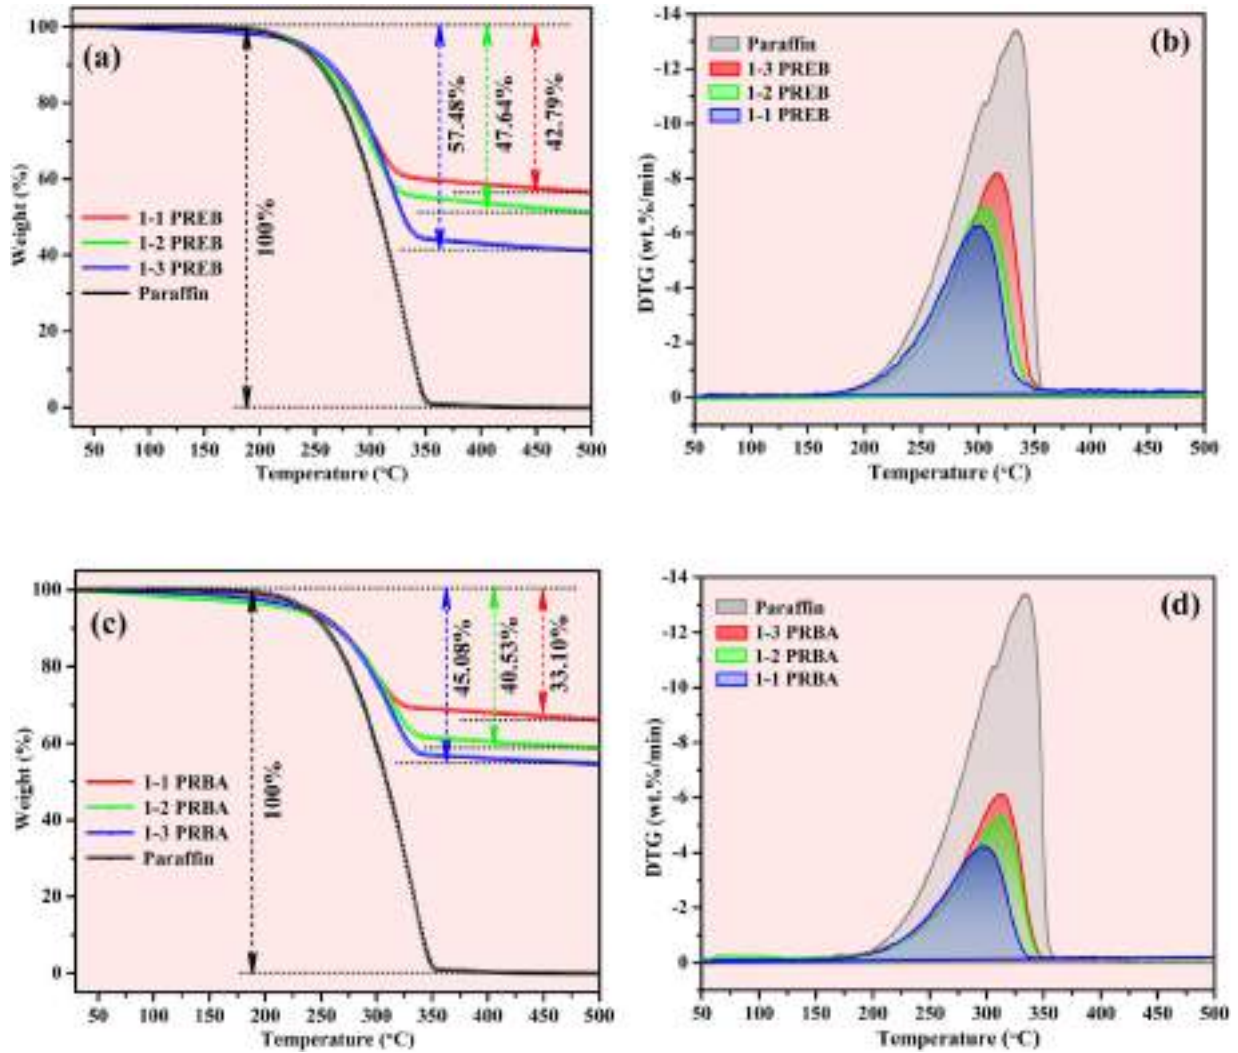 (a)
100
80
60
40
20
0
Weight (%)
57.48%
47.64%
42.79%
100%
1-1 PREB
1-2 PREB
1-3 PREB
Paraffin
50 100 150 200 250 300 350 400 450 500
Temperature (°C)
(b)
-14
-12
-10
-8
-6
-4
-2
0
DTG (wt.%/min)
Paraffin
1-3 PREB
1-2 PREB
1-1 PREB
50 100 150 200 250 300 350 400 450 500
Temperature (°C)
(c)
100
80
60
40
20
0
Weight (%)
45.08%
40.53%
33.10%
100%
1-1 PRBA
1-2 PRBA
1-3 PRBA
Paraffin
50 100 150 200 250 300 350 400 450 500
Temperature (°C)
(d)
-14
-12
-10
-8
-6
-4
-2
0
DTG (wt.%/min)
Paraffin
1-3 PRBA
1-2 PRBA
1-1 PRBA
50 100 150 200 250 300 350 400 450 500
Temperature (°C)